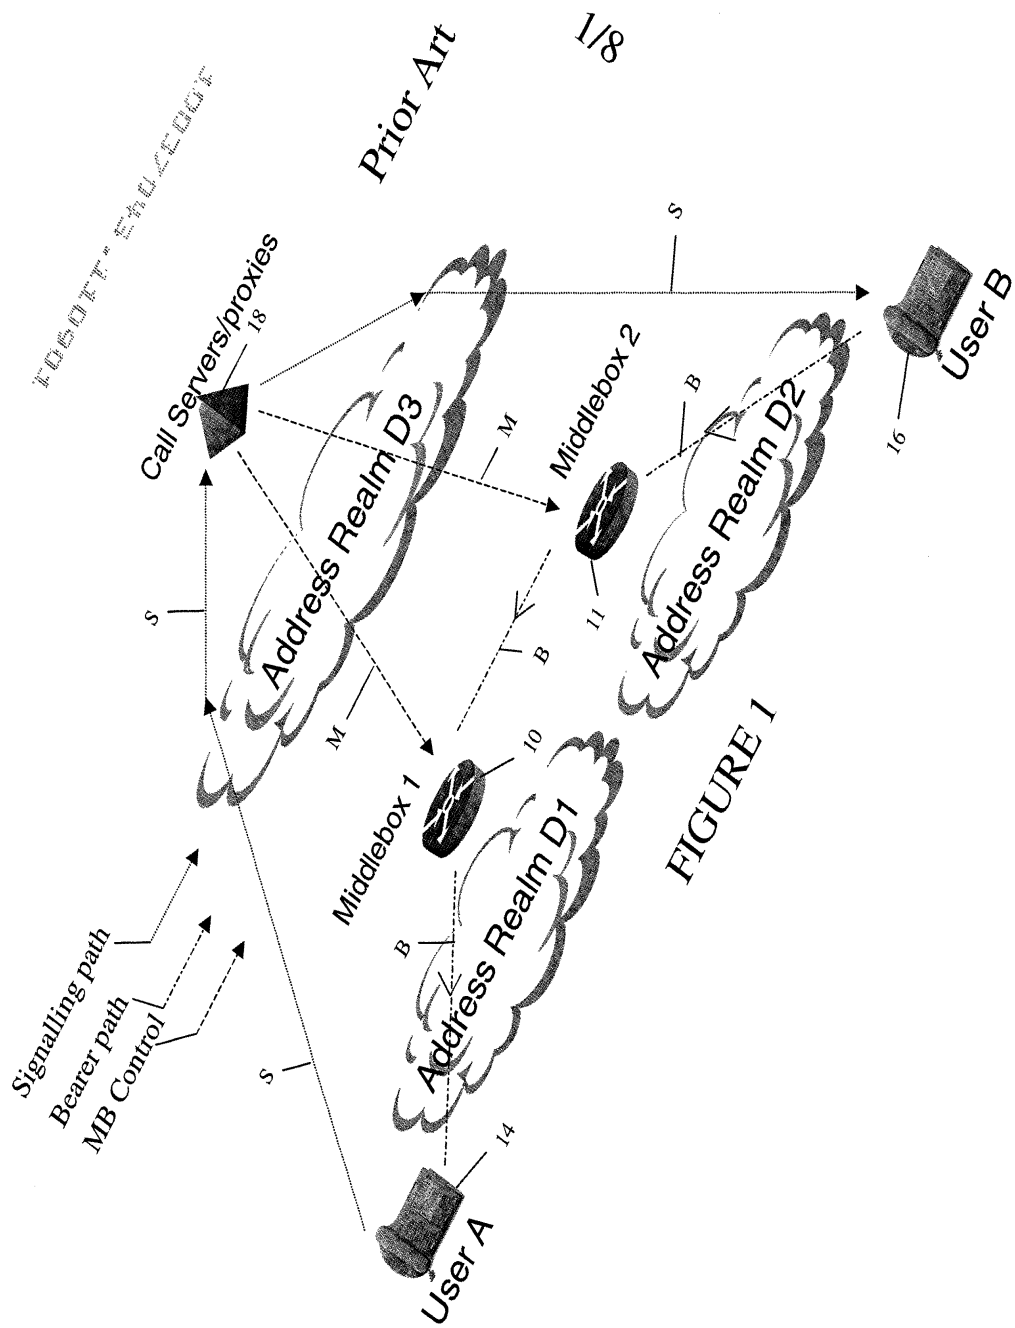 1/8
Prior Art
Call Servers/proxies
18
S
S
Address Realm D3
M
M
Middlebox 2
11
B
B
Address Realm D2
User B
16
Middlebox 1
10
B
Address Realm D1
Signalling path
Bearer path
MB Control
S
User A
14
FIGURE 1